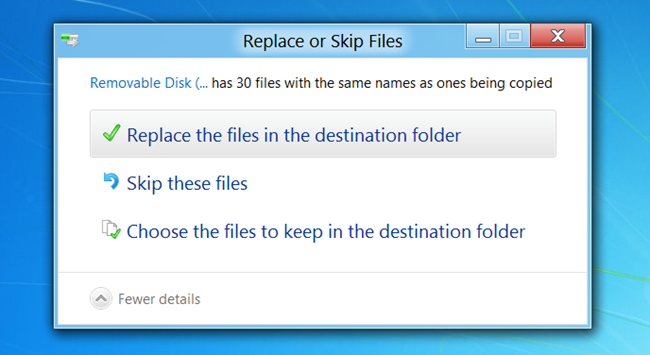 Replace or Skip Files
Removable Disk (... has 30 files with the same names as ones being copied
Replace the files in the destination folder
Skip these files
Choose the files to keep in the destination folder
Fewer details